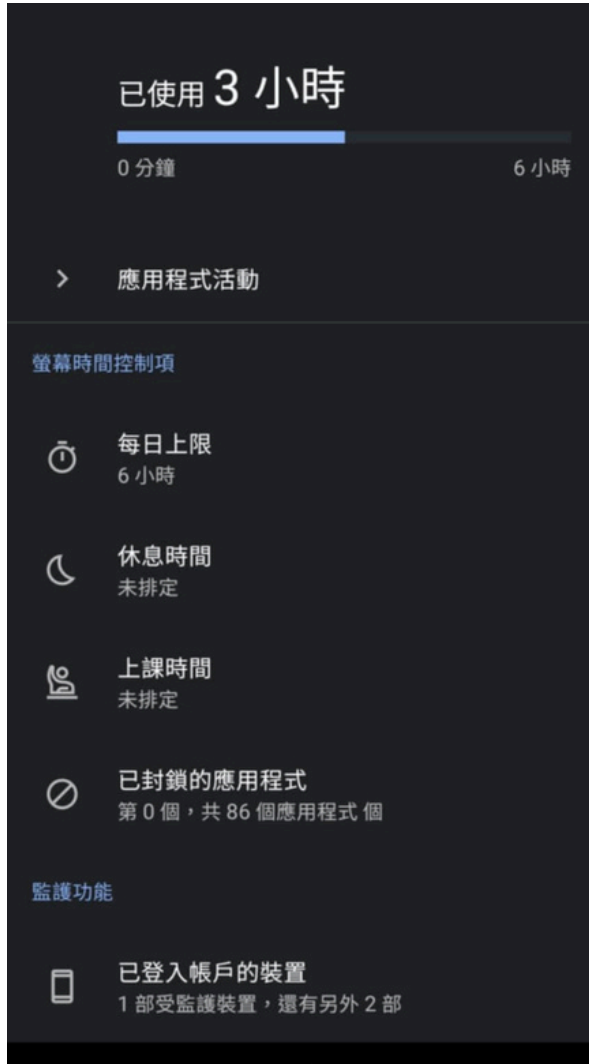 已使用 3 小時
0 分鐘
6 小時
應用程式活動
螢幕時間控制項
每日上限
6 小時
休息時間
未排定
上課時間
未排定
已封鎖的應用程式
第 0 個，共 86 個應用程式 個
監護功能
已登入帳戶的裝置
1 部受監護裝置，還有另外 2 部